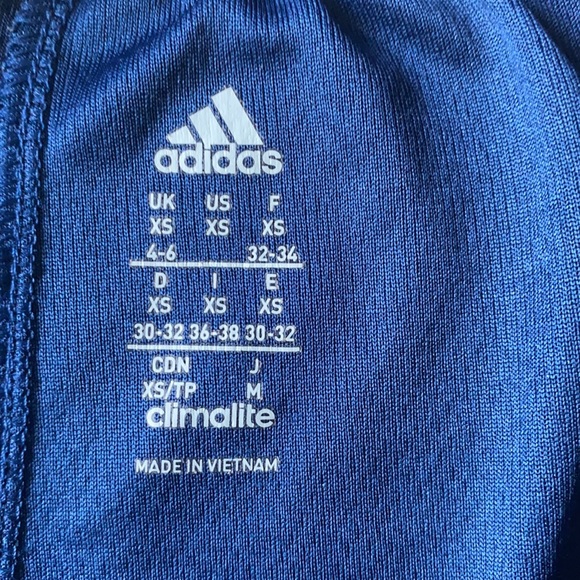 adidas
UK US F
XS XS XS
4-6 32-34
D I E
XS XS XS
30-32 36-38 30-32
CDN J
XS/TP M
climalite
MADE IN VIETNAM